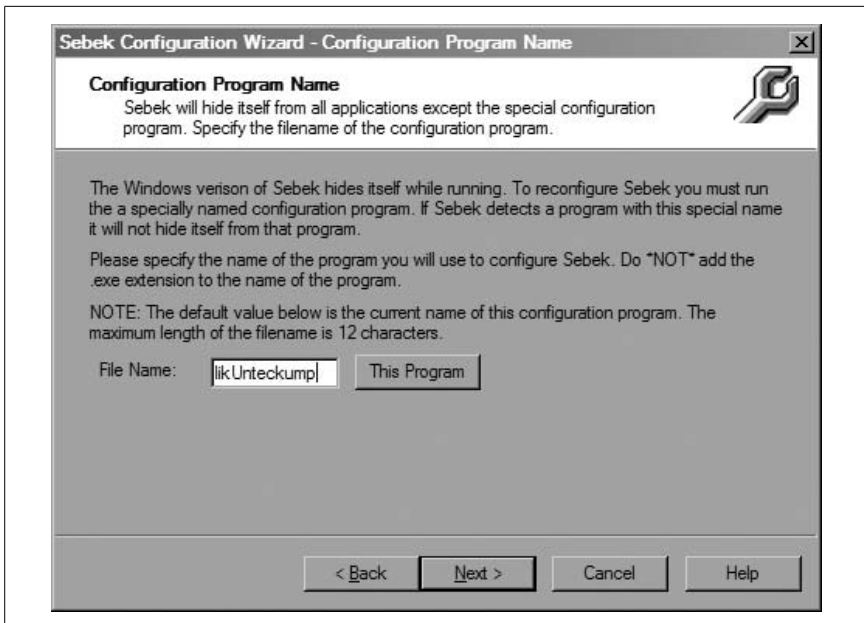 Sebek Configuration Wizard - Configuration Program Name
Configuration Program Name
Sebek will hide itself from all applications except the special configuration
program. Specify the filename of the configuration program.
The Windows verison of Sebek hides itself while running. To reconfigure Sebek you must run
the a specially named configuration program. If Sebek detects a program with this special name
it will not hide itself from that program.
Please specify the name of the program you will use to configure Sebek. Do *NOT* add the
.exe extension to the name of the program.
NOTE: The default value below is the current name of this configuration program. The
maximum length of the filename is 12 characters.
File Name: likUnteckump This Program
< Back Next > Cancel Help